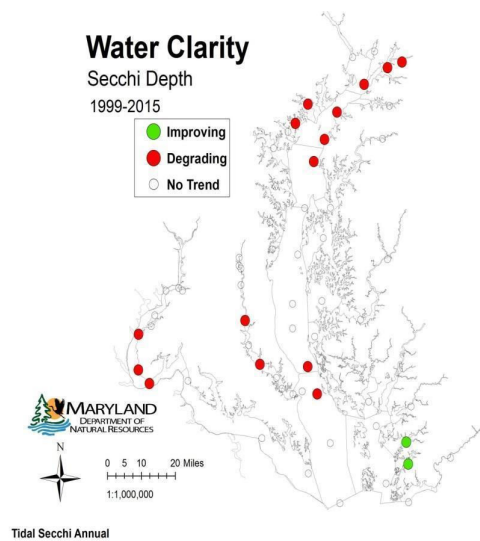 Water Clarity
Secchi Depth
1999-2015
Improving
Degrading
No Trend
MARYLAND
DEPARTMENT OF
NATURAL RESOURCES
N
0 5 10 20 Miles
1:1,000,000
Tidal Secchi Annual